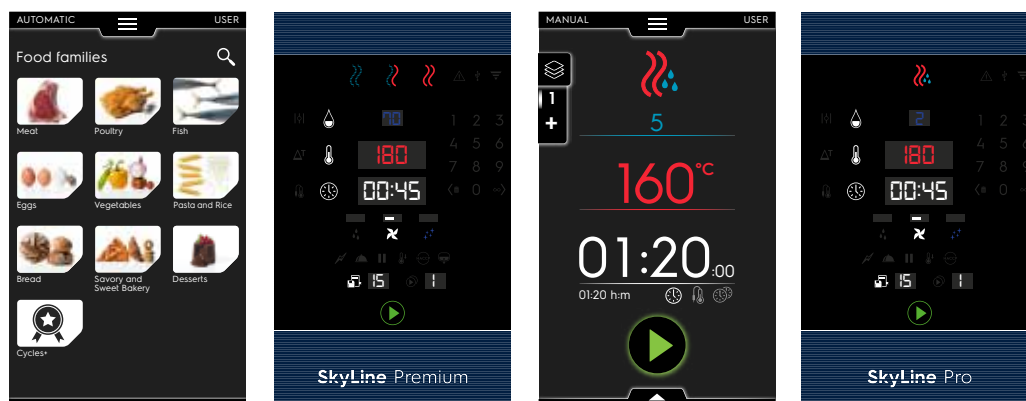 AUTOMATIC
USER
Food families
Meat
Poultry
Fish
Eggs
Vegetables
Pasta and Rice
Bread
Savory and
Sweet Bakery
Desserts
Cycles+
70
1 2 3
180
4 5 6
ΔT
7 8 9
00:45
0
15
1
SkyLine Premium
MANUAL
USER
1
+
5
160°C
01:20:00
01:20 h:m
2
1 2
180
4 5 6
ΔT
7 8
00:45
0
15
1
SkyLine Pro